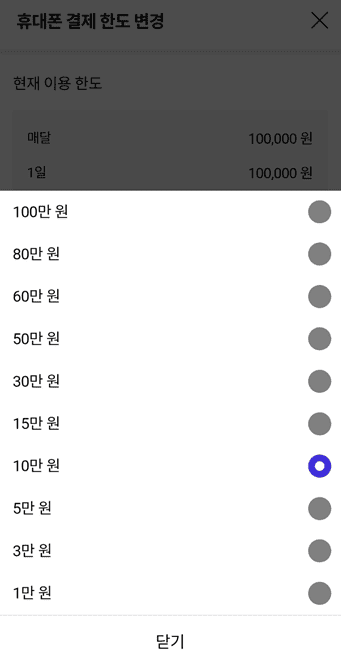 휴대폰 결제 한도 변경
현재 이용 한도
매달 100,000 원
1일 100,000 원
100만 원
80만 원
60만 원
50만 원
30만 원
15만 원
10만 원
5만 원
3만 원
1만 원
닫기